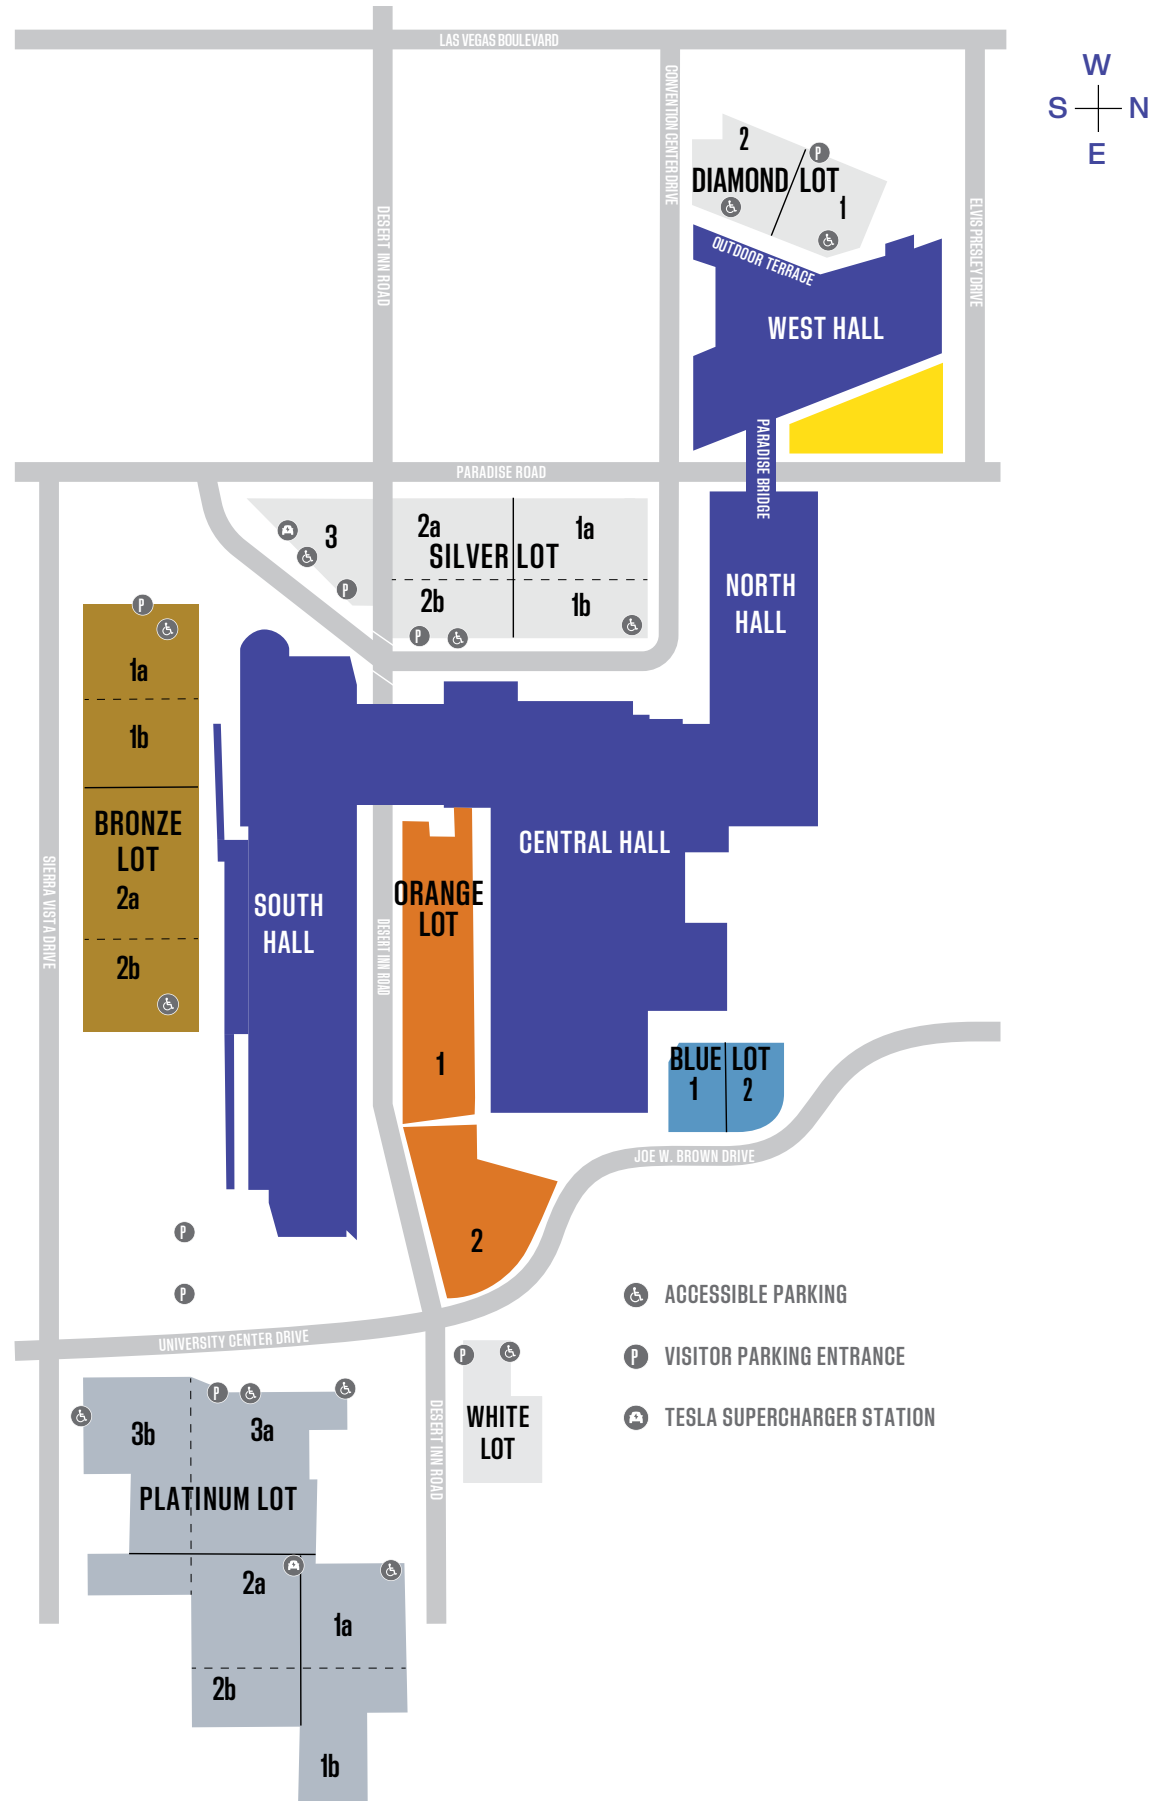 LAS VEGAS BOULEVARD
W
S N
E
CONVENTION CENTER DRIVE
2
P
DIAMOND LOT
1
DESERT INN ROAD
ELVIS PRESLEY DRIVE
OUTDOOR TERRACE
WEST HALL
PARADISE BRIDGE
PARADISE ROAD
3
2a
1a
SILVER LOT
P
2b
1b
P
NORTH
HALL
P
1a
1b
BRONZE
LOT
2a
2b
SIERRA VISTA DRIVE
SOUTH
HALL
DESERT INN ROAD
ORANGE
LOT
1
2
CENTRAL HALL
BLUE LOT
1 2
JOE W. BROWN DRIVE
P
P
ACCESSIBLE PARKING
P VISITOR PARKING ENTRANCE
TESLA SUPERCHARGER STATION
UNIVERSITY CENTER DRIVE
P
WHITE
LOT
DESERT INN ROAD
P
3b
3a
PLATINUM LOT
2a
1a
2b
1b